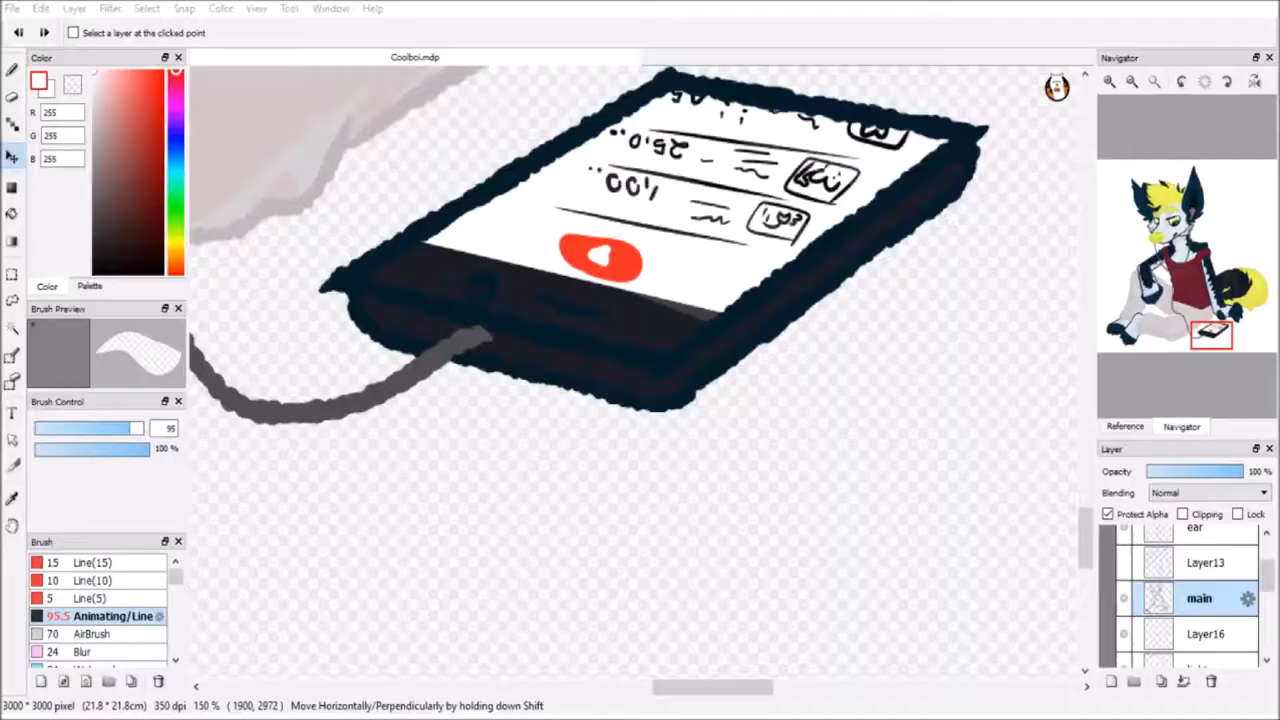 File Edit Layer Filter Select Snap Color View Tool Window Help
Select a layer at the clicked point
Color
Coolboi.mdp
Navigator
R 255
G 255
B 255
Color Palette
Brush Preview
Brush Control
95
100 %
Brush
15 Line(15)
10 Line(10)
5 Line(5)
95.5 Animating/Line
70 AirBrush
24 Blur
25.0..
1,00..
Reference Navigator
Layer
Opacity 100 %
Blending Normal
Protect Alpha Clipping Lock
ear
Layer13
main
Layer16
3000 * 3000 pixel (21.8 * 21.8cm) 350 dpi 150 % ( 1900, 2972 ) Move Horizontally/Perpendicularly by holding down Shift